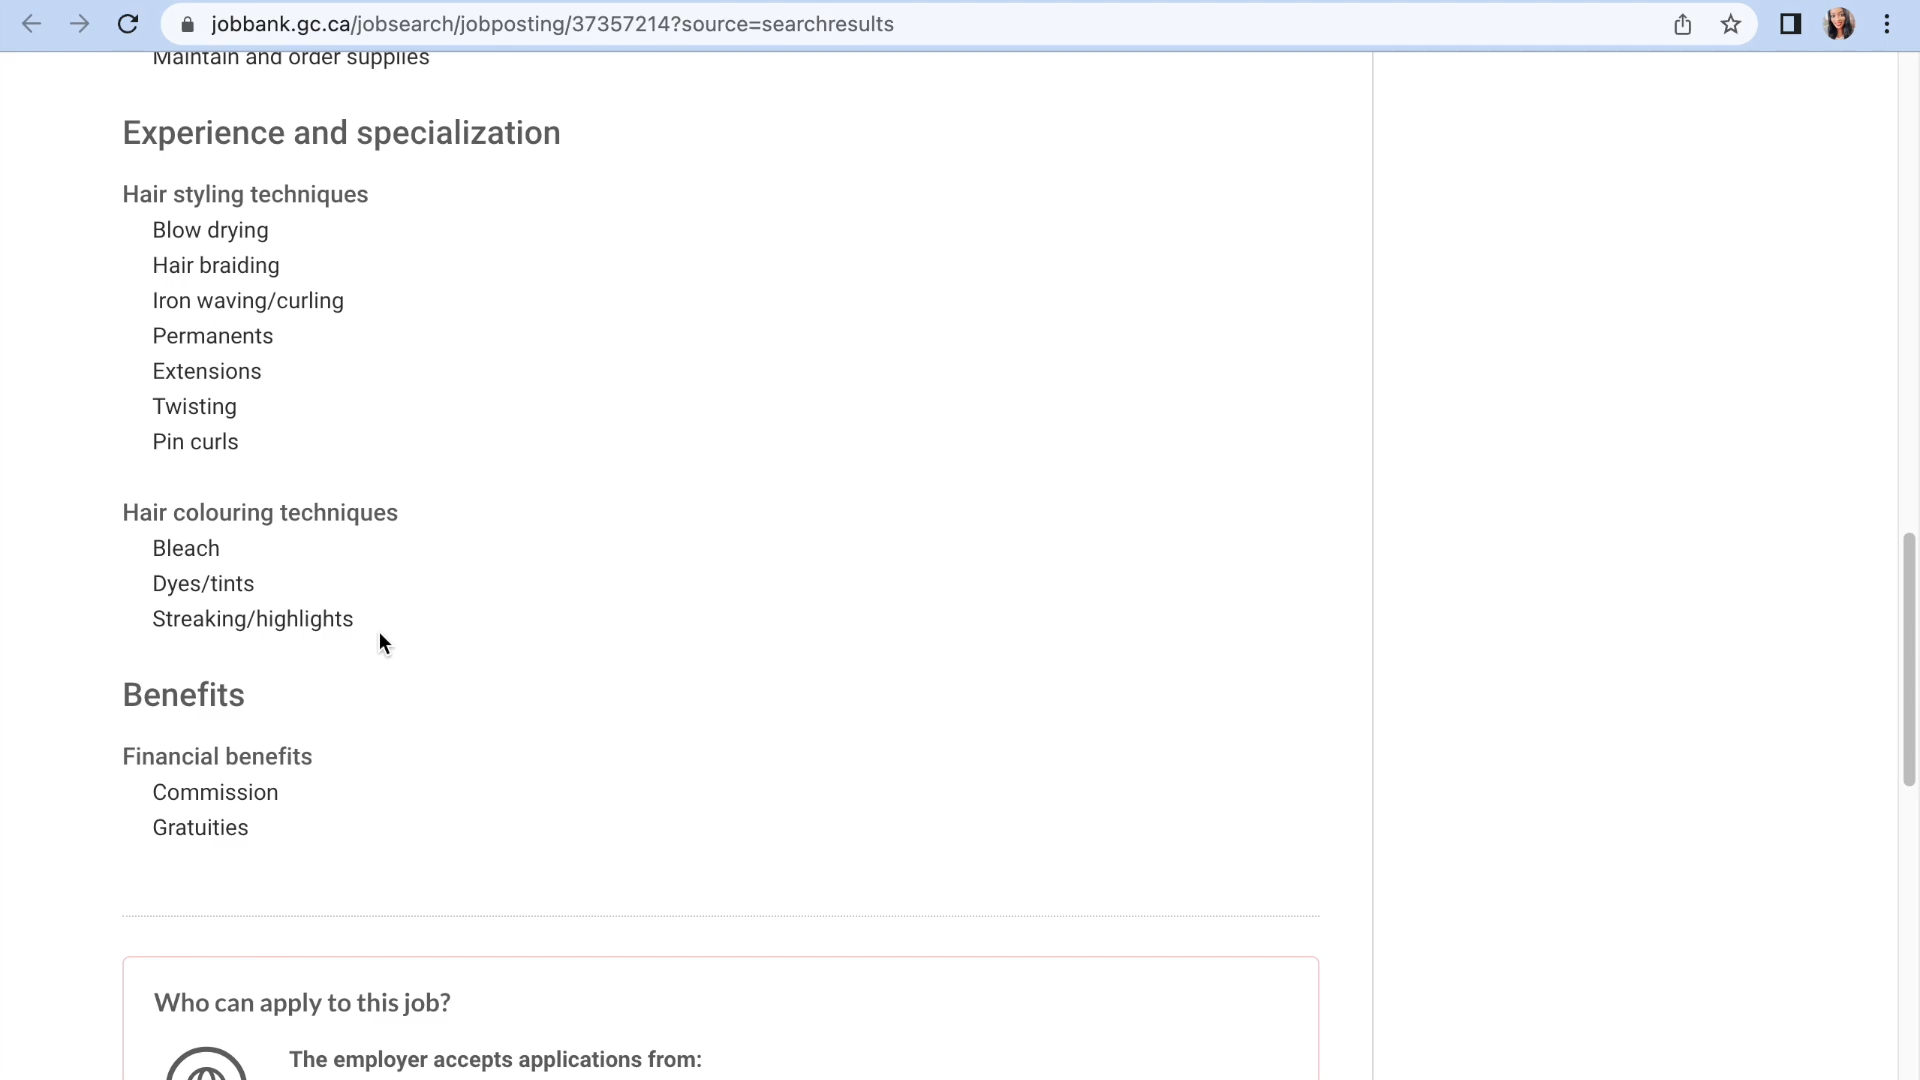 jobbank.gc.ca/jobsearch/jobposting/37357214?source=searchresults
Maintain and order supplies
Experience and specialization
Hair styling techniques
Blow drying
Hair braiding
Iron waving/curling
Permanents
Extensions
Twisting
Pin curls
Hair colouring techniques
Bleach
Dyes/tints
Streaking/highlights
Benefits
Financial benefits
Commission
Gratuities
Who can apply to this job?
The employer accepts applications from: